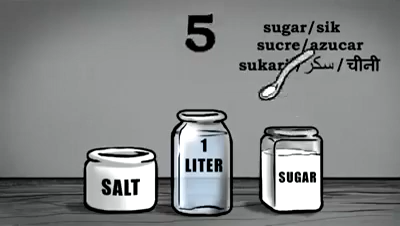 5
sugar/sik
sucre/azucar
سكر/चीनी
SALT
1
LITER
SUGAR